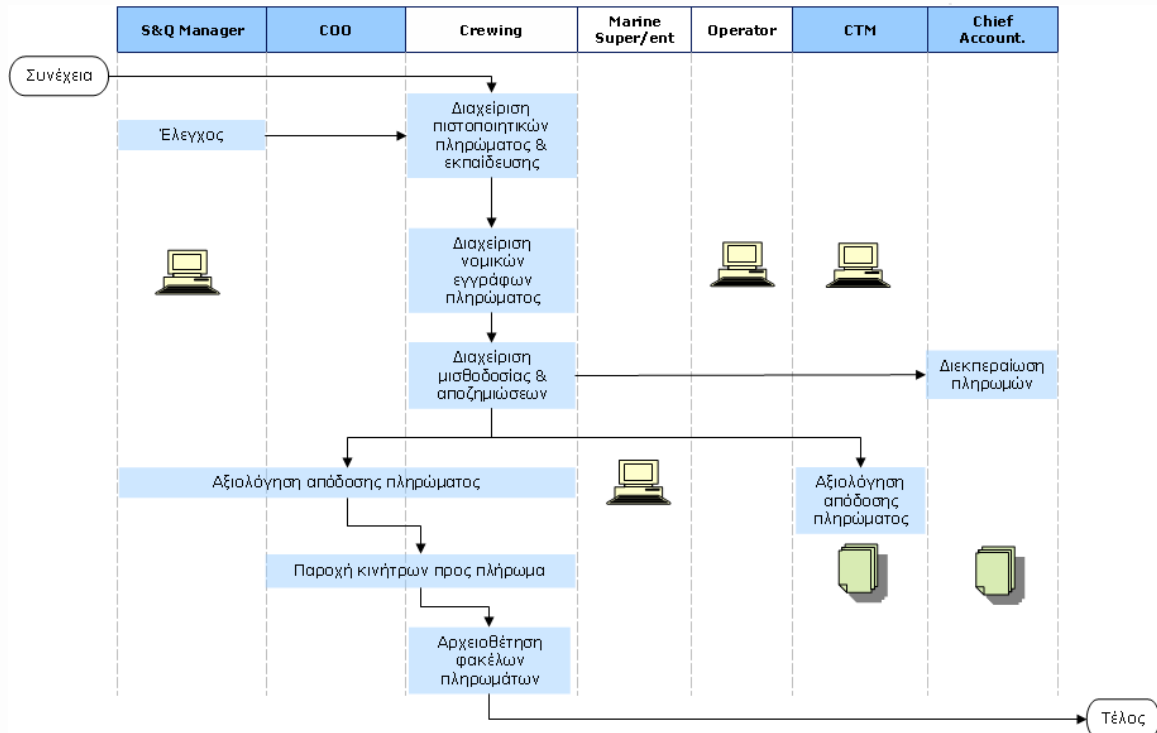 S&Q Manager
COO
Crewing
Marine
Super/ent
Operator
CTM
Chief
Account.
Συνέχεια
Διαχείριση
πιστοποιητικών
πληρώματος &
εκπαίδευσης
Έλεγχος
Διαχείριση
νομικών
εγγράφων
πληρώματος
Διαχείριση
μισθοδοσίας &
αποζημιώσεων
Διεκπεραίωση
πληρωμών
Αξιολόγηση απόδοσης πληρώματος
Αξιολόγηση
απόδοσης
πληρώματος
Παροχή κινήτρων προς πλήρωμα
Αρχειοθέτηση
φακέλων
πληρωμάτων
Τέλος